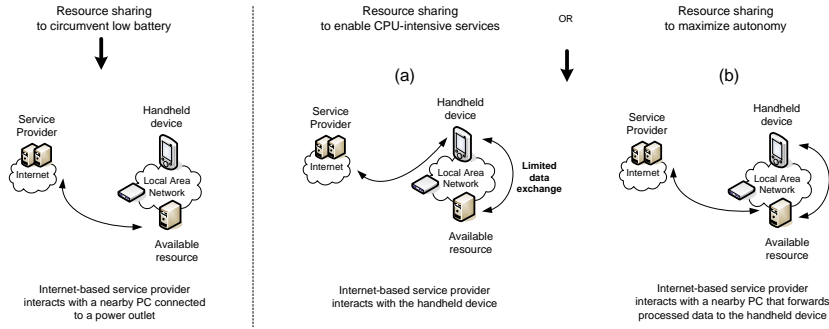 Resource sharing
to circumvent low battery
Service
Provider
Handheld
device
Internet
Local Area
Network
Available
resource
Internet-based service provider
interacts with a nearby PC connected
to a power outlet
Resource sharing
to enable CPU-intensive services
OR
Resource sharing
to maximize autonomy
(a)
Service
Provider
Handheld
device
Internet
Local Area
Network
Limited
data
exchange
Available
resource
Internet-based service provider
interacts with the handheld device
(b)
Service
Provider
Handheld
device
Internet
Local Area
Network
Available
resource
Internet-based service provider
interacts with a nearby PC that forwards
processed data to the handheld device